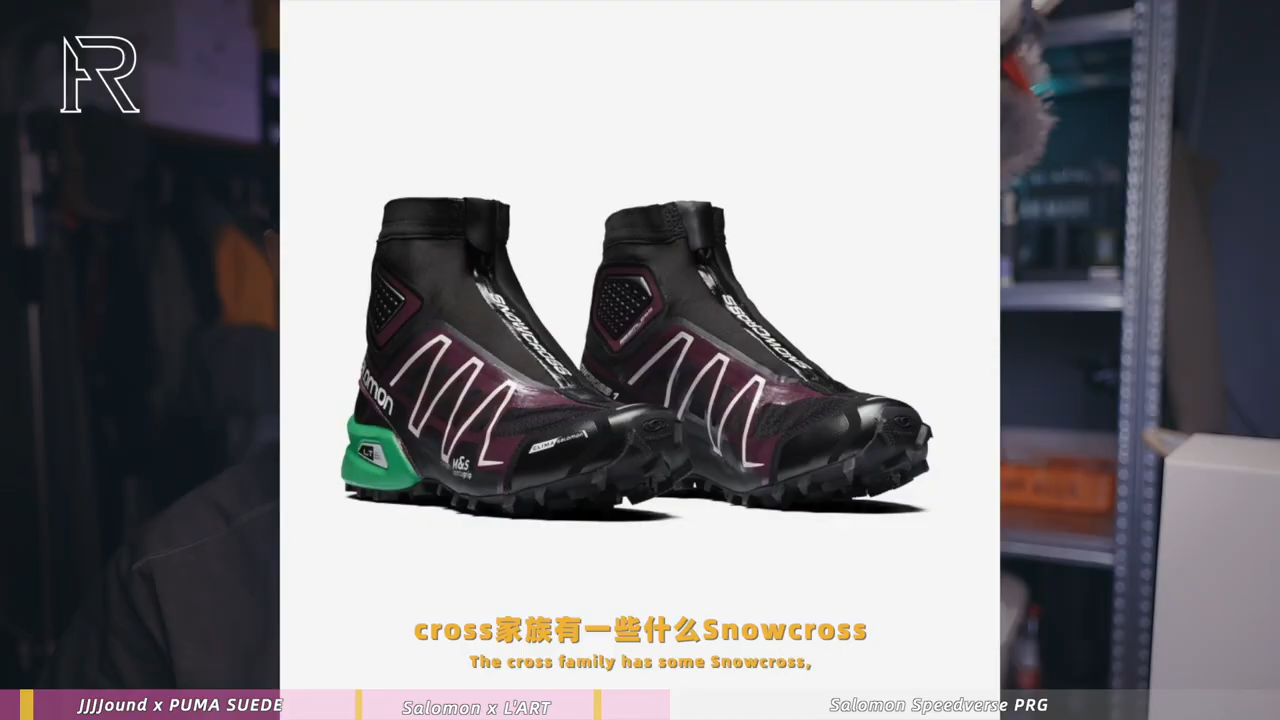 R
SNOWCROSS
SNOWCROSS
salomon
LT
CLIMA salomon
M&S
cross家族有一些什么Snowcross
The cross family has some Snowcross,
JJJJound x PUMA SUEDE
Salomon x L'ART
Salomon Speedverse PRG